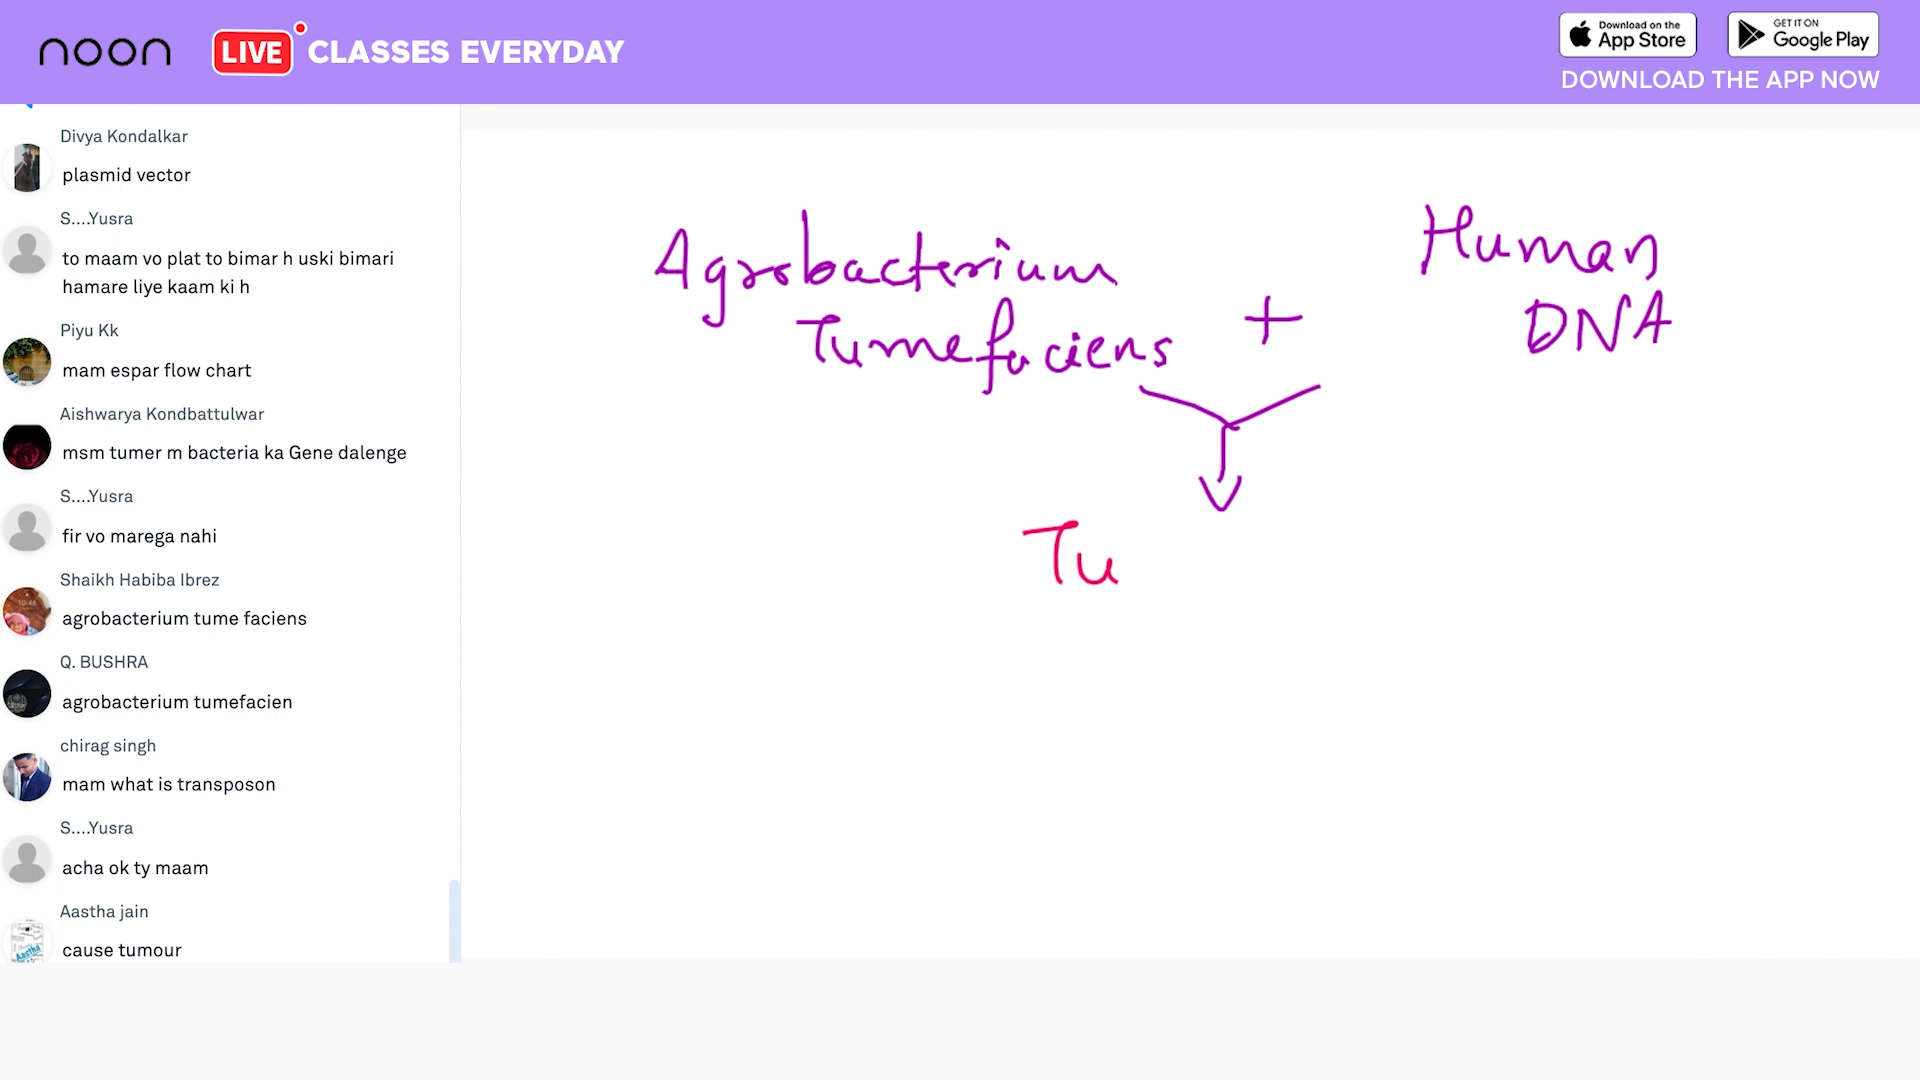 noon
LIVE CLASSES EVERYDAY
Download on the
App Store
GET IT ON
Google Play
DOWNLOAD THE APP NOW
Divya Kondalkar
plasmid vector
S....Yusra
to maam vo plat to bimar h uski bimari
hamare liye kaam ki h
Piyu Kk
mam espar flow chart
Aishwarya Kondbattulwar
msm tumer m bacteria ka Gene dalenge
S....Yusra
fir vo marega nahi
Shaikh Habiba Ibrez
agrobacterium tume faciens
Q. BUSHRA
agrobacterium tumefacien
chirag singh
mam what is transposon
S....Yusra
acha ok ty maam
Aastha jain
cause tumour
Agrobacterium
Tumefaciens
+
Human
DNA
Tu